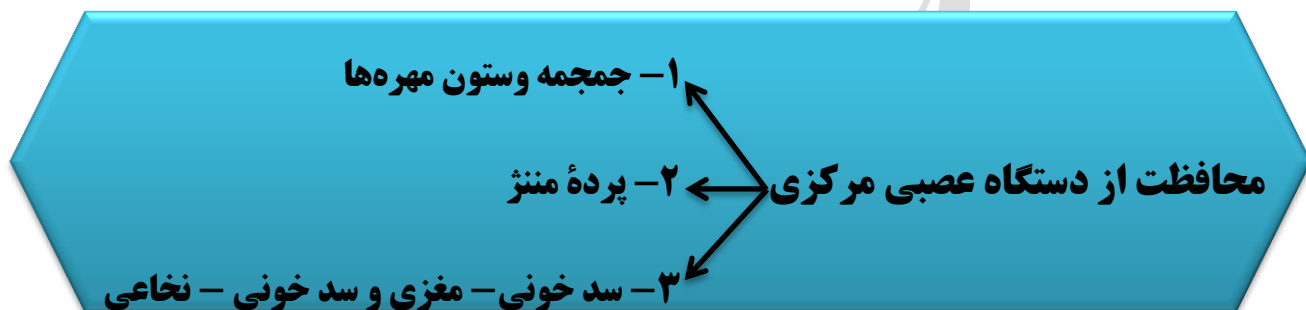 ۱- جمجمه وستون مهره‌ها
محافظت از دستگاه عصبی مرکزی
۲- پردۀ مننژ
۳- سد خونی- مغزی و سد خونی – نخاعی